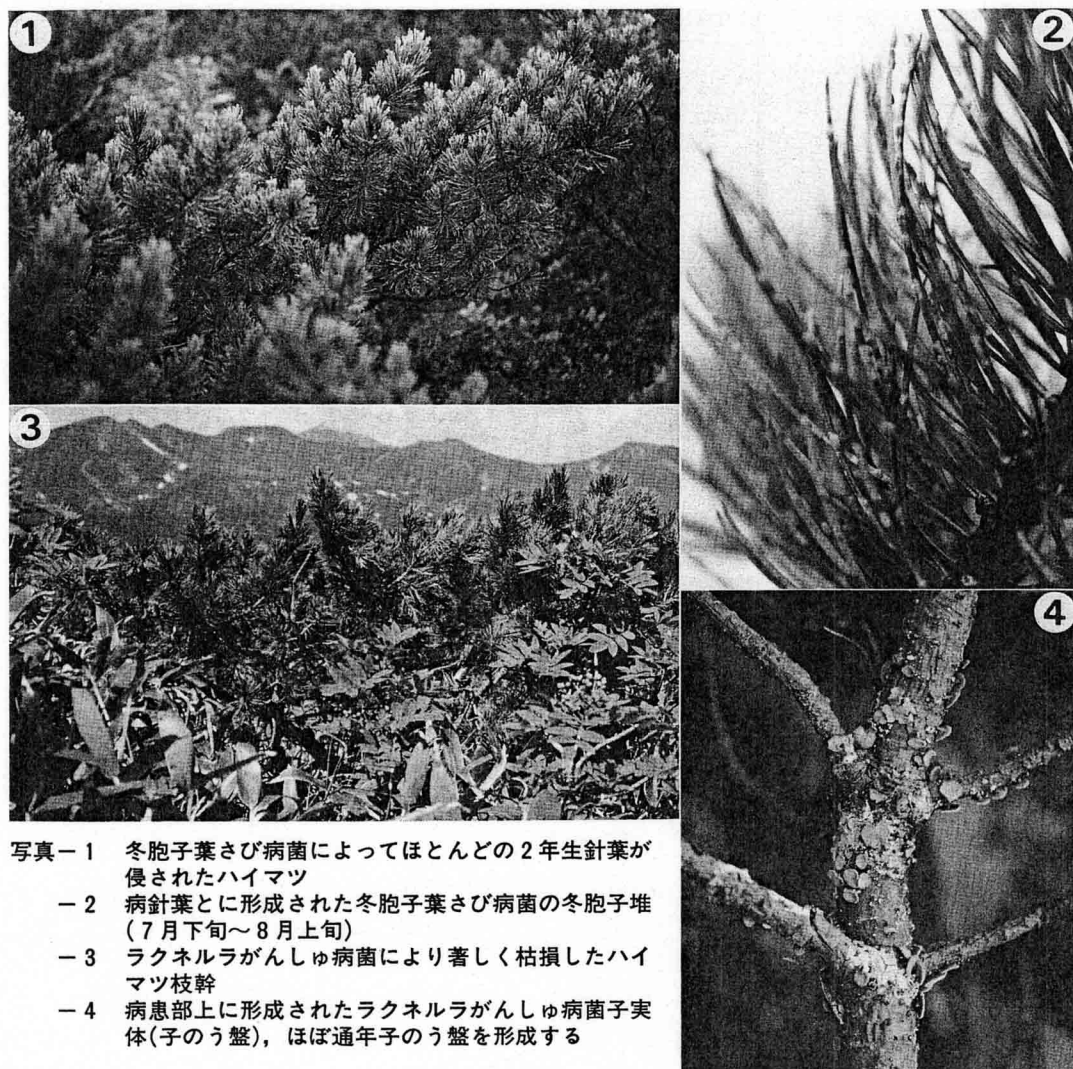 1
2
3
4
写真－1 冬胞子葉さび病菌によってほとんどの2年生針葉が
侵されたハイマツ
－2 病針葉とに形成された冬胞子葉さび病菌の冬胞子堆
(7月下旬〜8月上旬)
－3 ラクネルラがんしゅ病菌により著しく枯損したハイ
マツ枝幹
－4 病患部上に形成されたラクネルラがんしゅ病菌子実
体(子のう盤)，ほぼ通年子のう盤を形成する